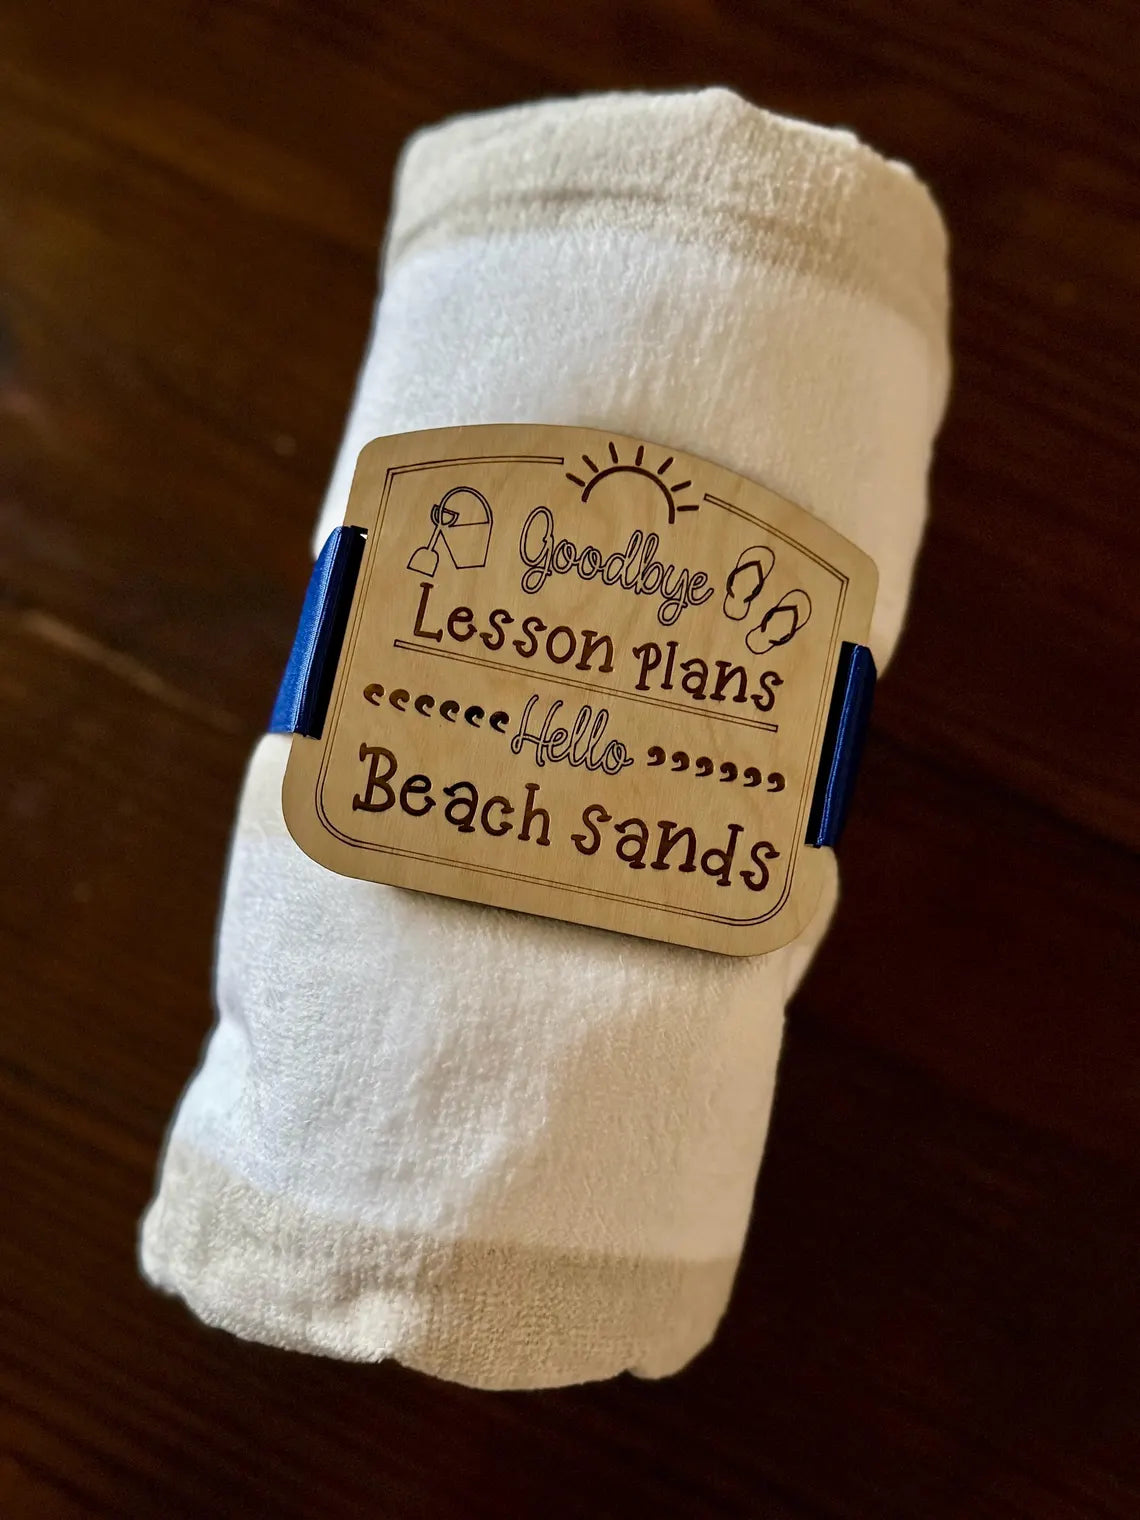 Goodbye
Lesson Plans
Hello
Beach Sands